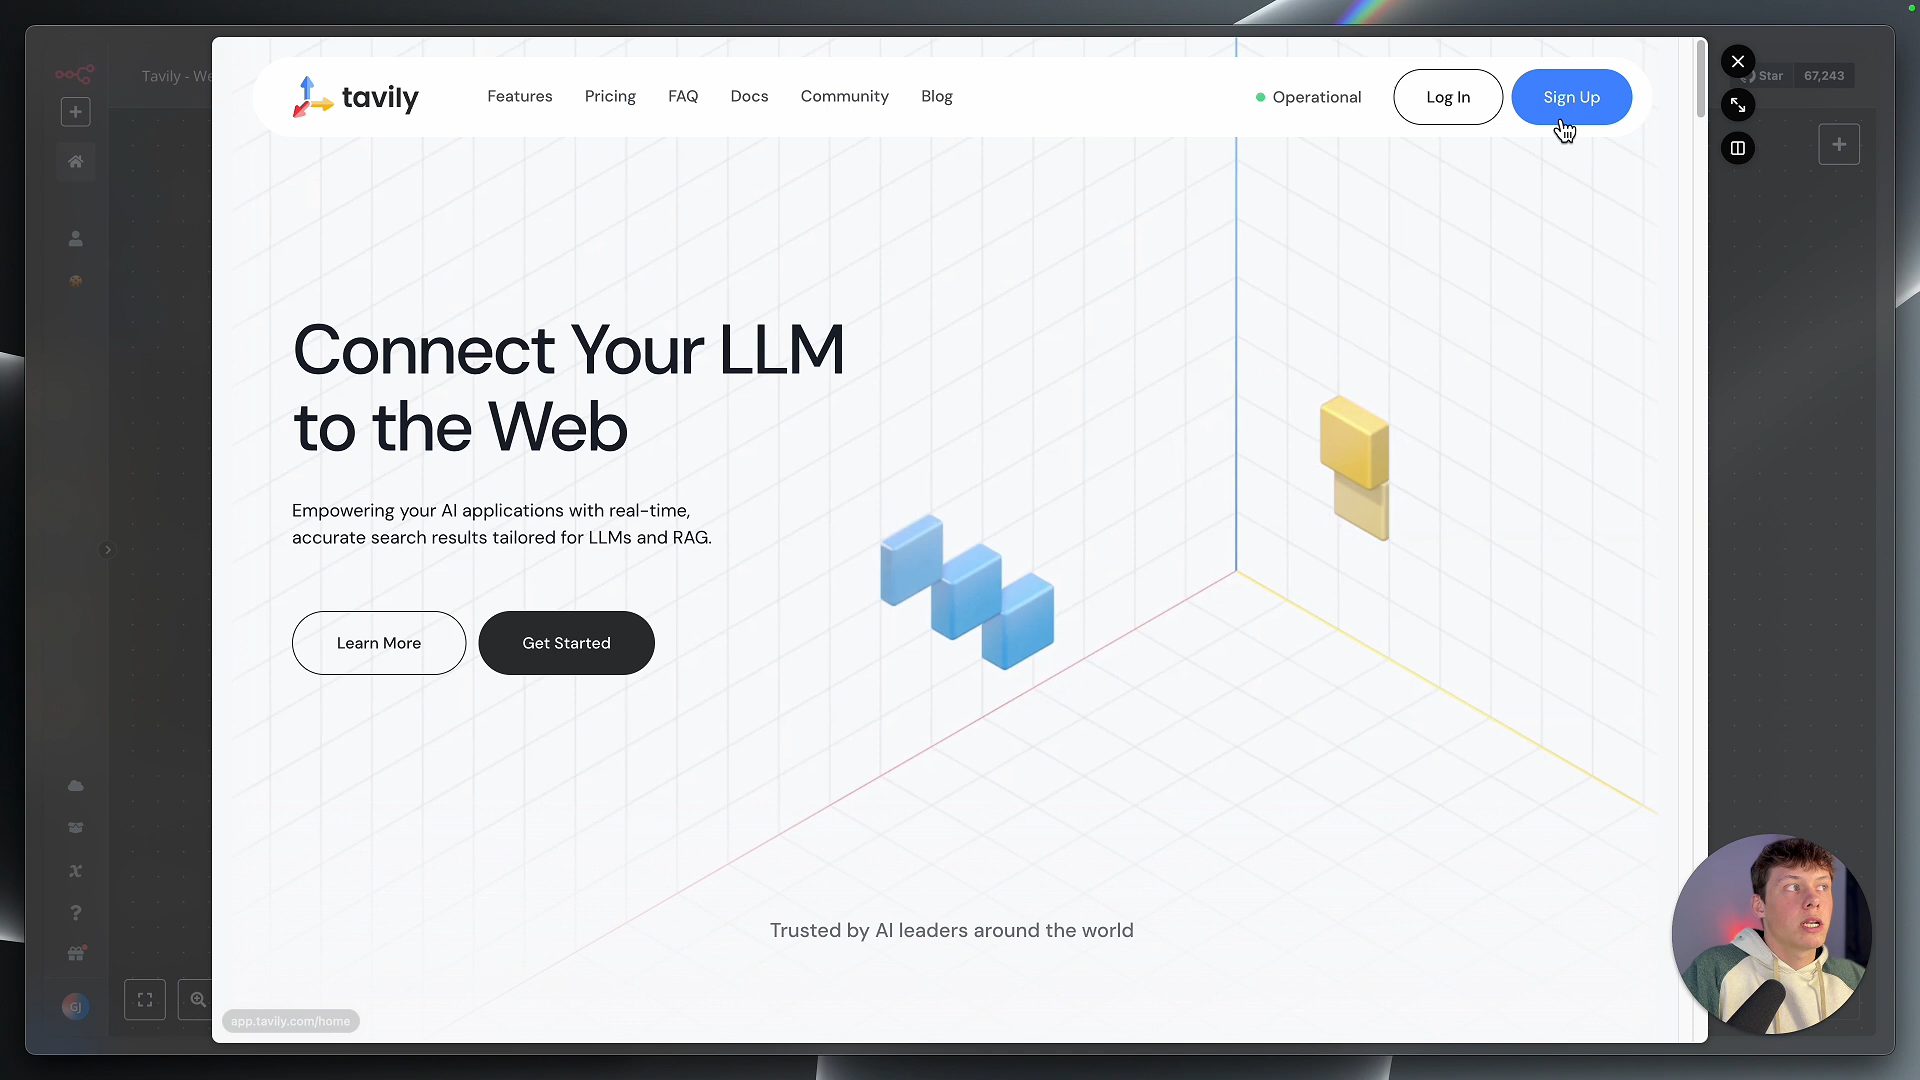 Tavily - We
tavily
Features
Pricing
FAQ
Docs
Community
Blog
Operational
Log In
Sign Up
Star
67,243
Connect Your LLM
to the Web
Empowering your AI applications with real-time,
accurate search results tailored for LLMs and RAG.
Learn More
Get Started
Trusted by AI leaders around the world
GJ
app.tavily.com/home